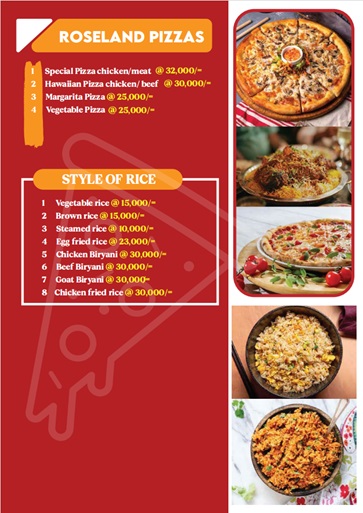 ROSELAND PIZZAS
1 Special Pizza chicken/meat @ 32,000/=
2 Hawaiian Pizza chicken/ beef @ 30,000/=
3 Margarita Pizza @ 25,000/=
4 Vegetable Pizza @ 25,000/=
STYLE OF RICE
1 Vegetable rice @ 15,000/=
2 Brown rice @ 15,000/=
3 Steamed rice @ 10,000/=
4 Egg fried rice @ 23,000/=
5 Chicken Biryani @ 30,000/=
6 Beef Biryani @ 30,000/=
7 Goat Biryani @ 30,000=
8 Chicken fried rice @ 30,000/=